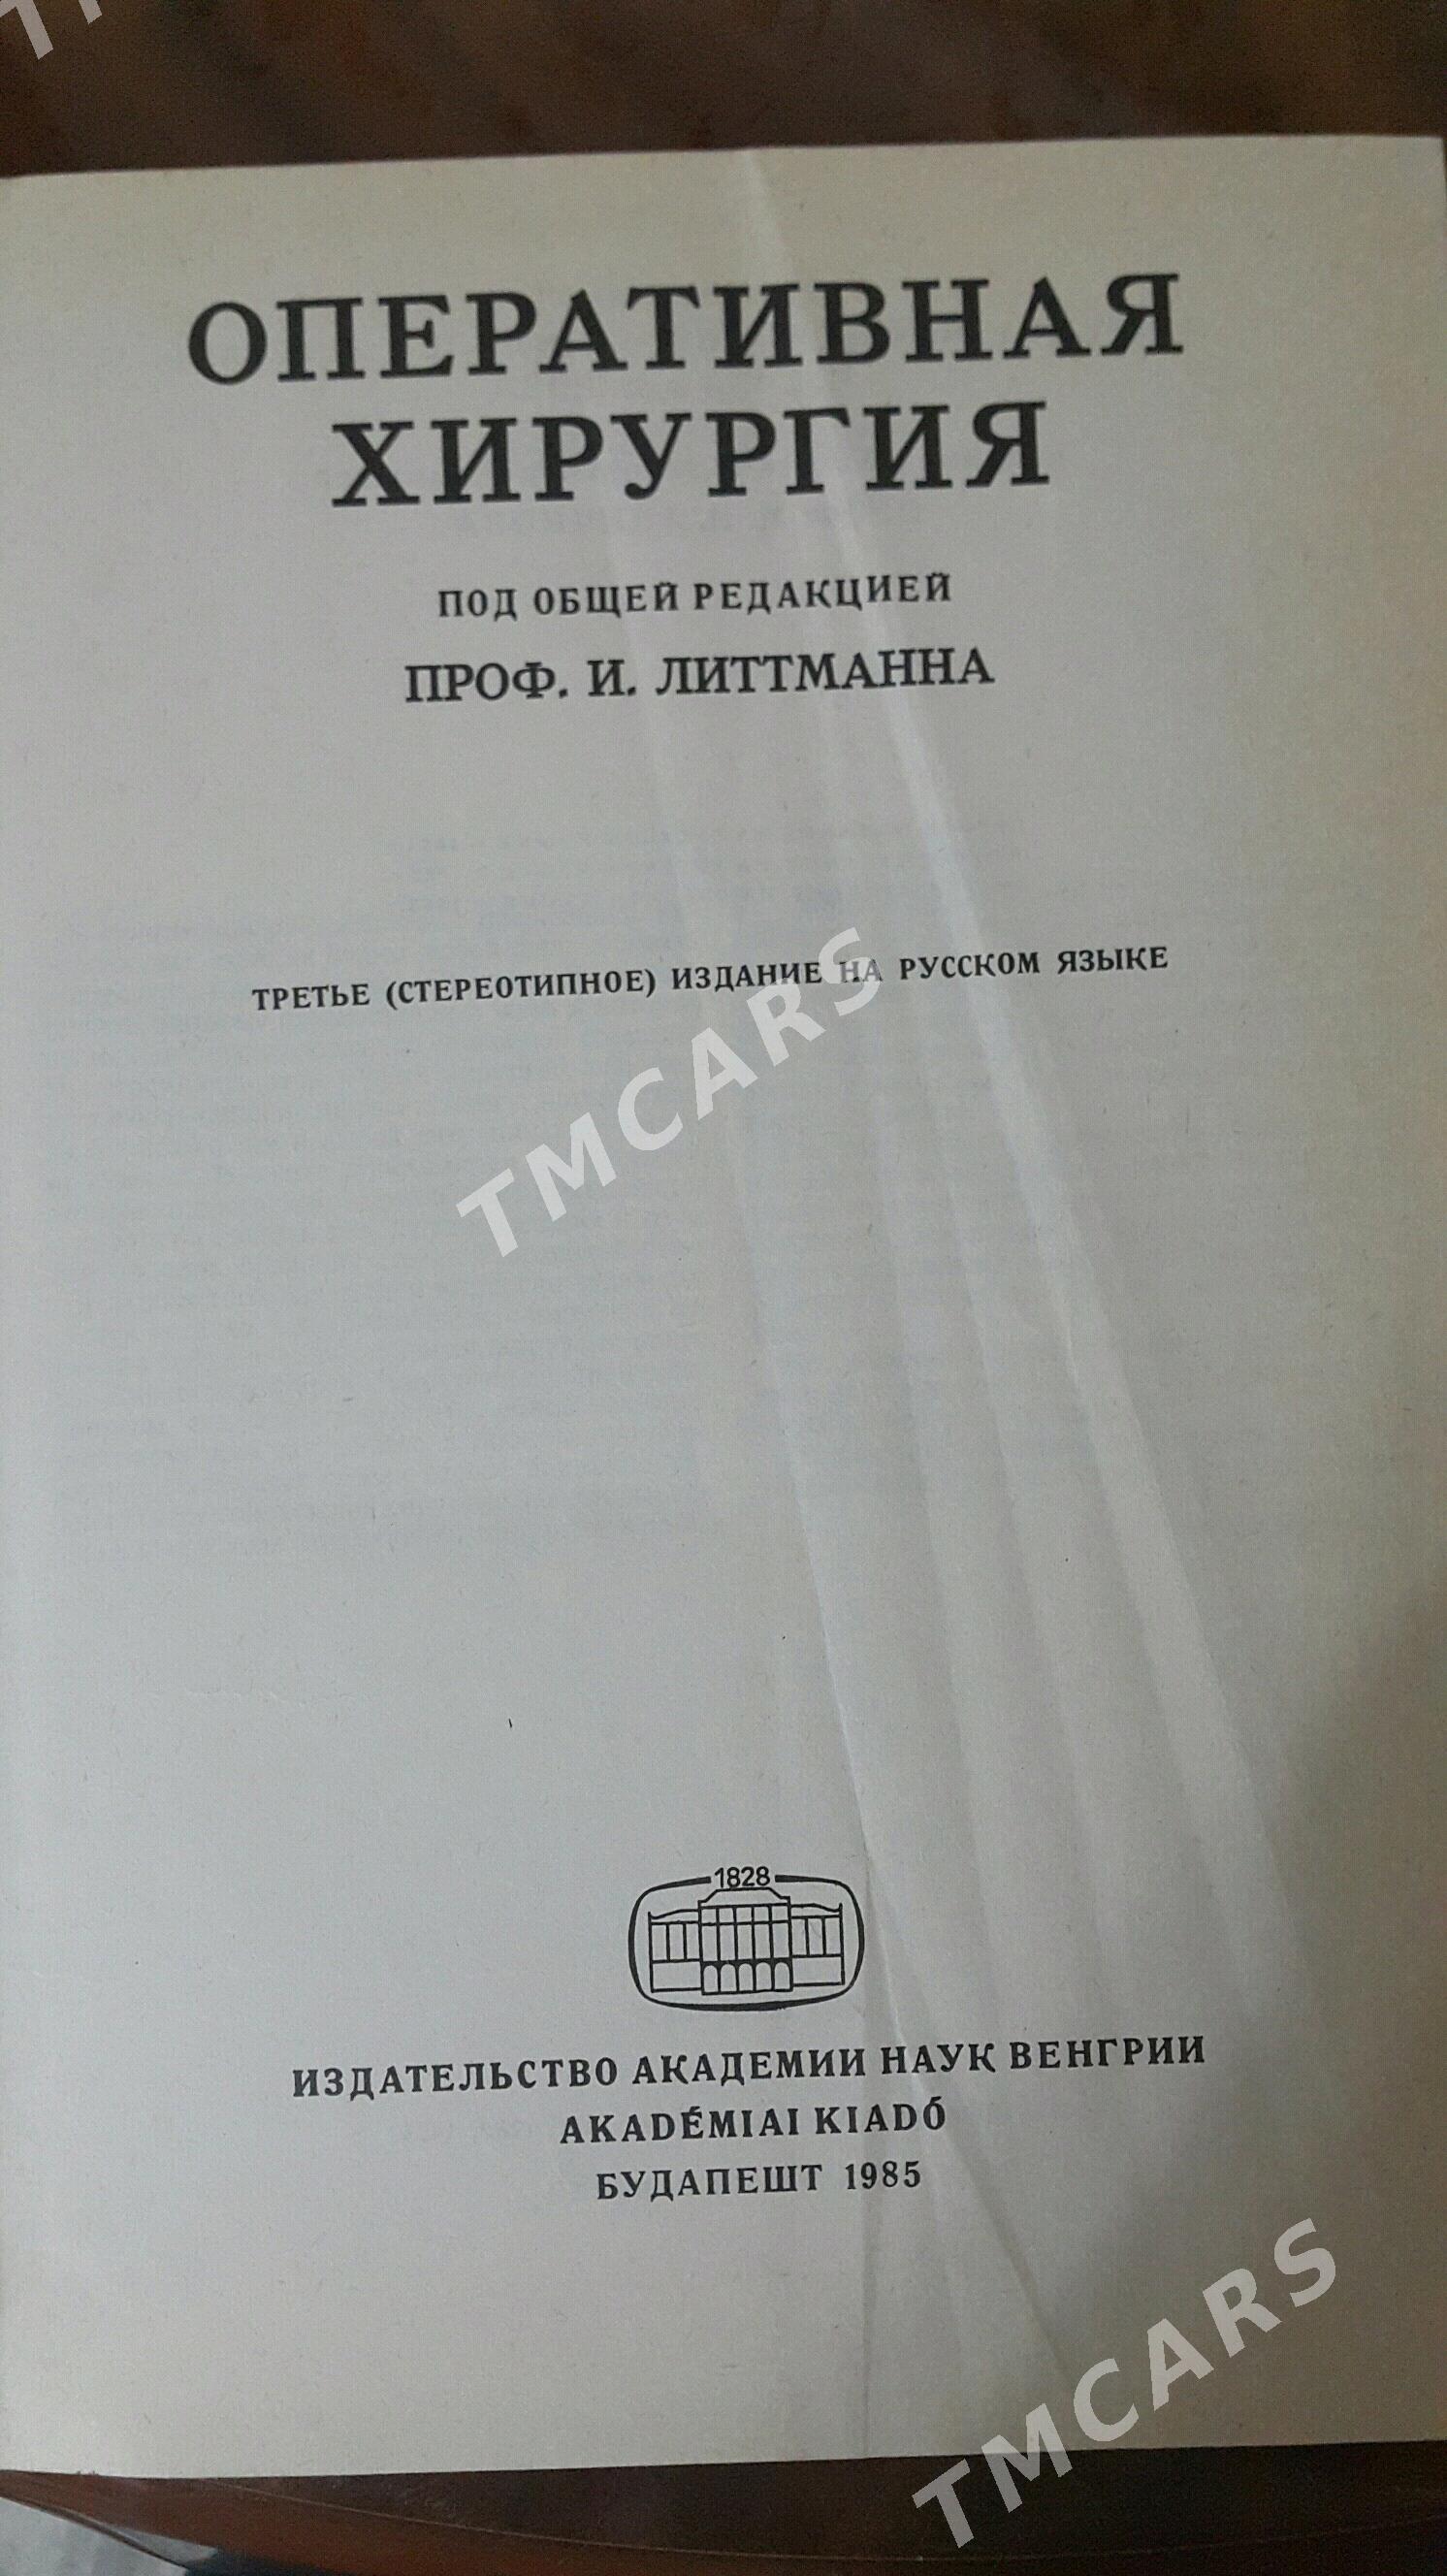 ОПЕРАТИВНАЯ
ХИРУРГИЯ
ПОД ОБЩЕЙ РЕДАКЦИЕЙ
ПРОФ. И. ЛИТТМАННА
ТРЕТЬЕ (СТЕРЕОТИПНОЕ) ИЗДАНИЕ НА РУССКОМ ЯЗЫКЕ
TMCARS
1828
ИЗДАТЕЛЬСТВО АКАДЕМИИ НАУК ВЕНГРИИ
AKADÉMIAI KIADÓ
БУДАПЕШТ 1985
TMCARS